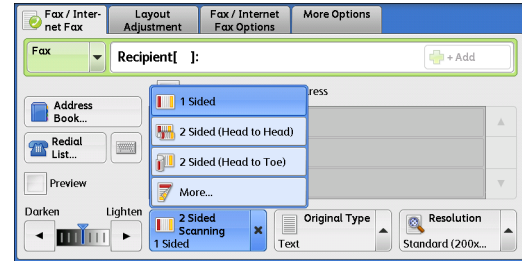 Fax / Inter-
net Fax
Layout
Adjustment
Fax / Internet
Fax Options
More Options
Fax
Recipient[   ]:
+ Add
Address
Book...
1 Sided
2 Sided (Head to Head)
Redial
List...
2 Sided (Head to Toe)
Preview
More...
Darken
Lighten
2 Sided
Scanning
1 Sided
Original Type
Text
Resolution
Standard (200x...